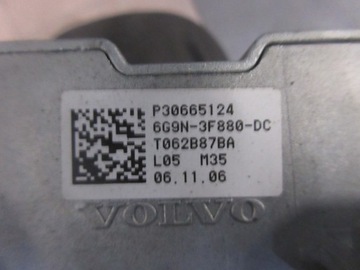 P30665124
6G9N-3F880-DC
T062B87BA
L05 M35
06.11.06
VOLVO